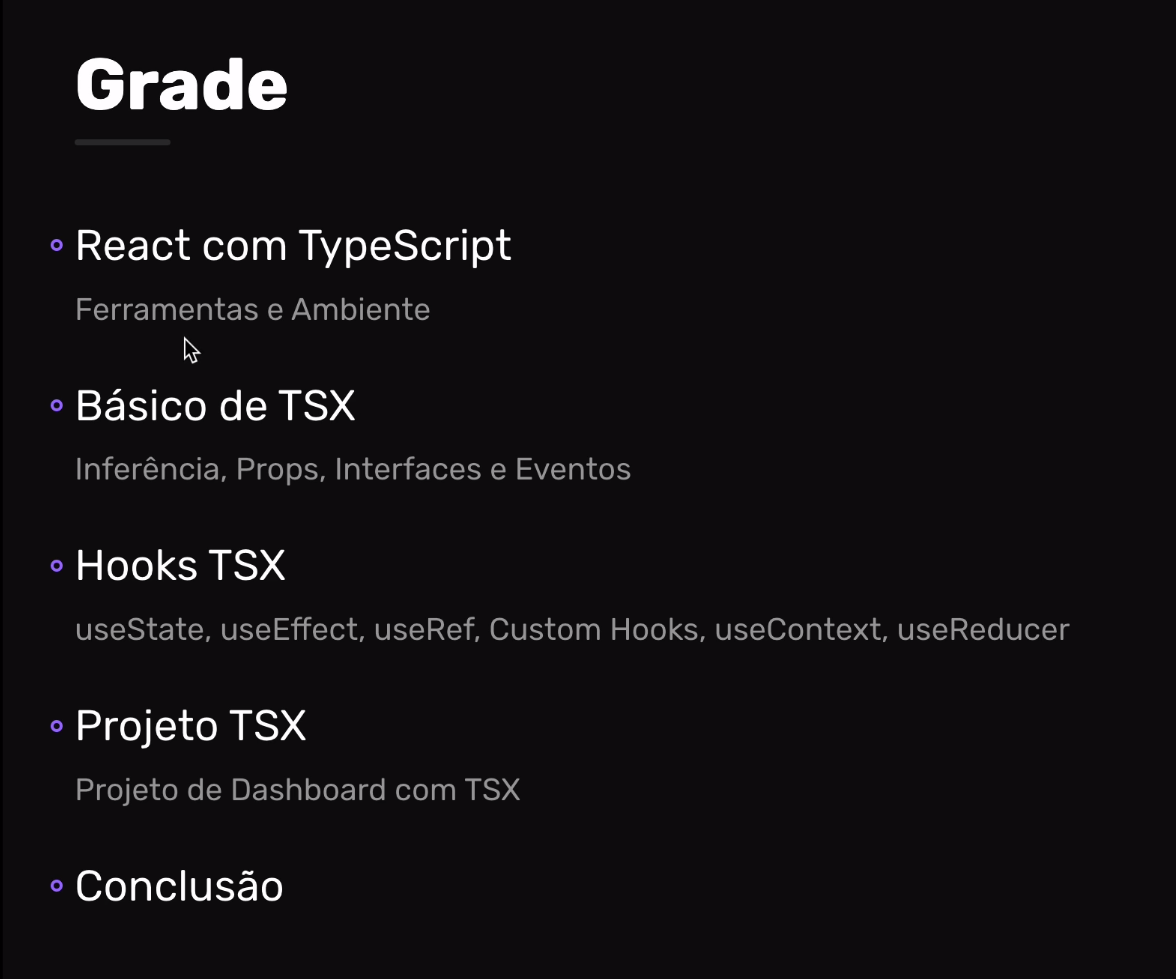 Grade
React com TypeScript
Ferramentas e Ambiente
Básico de TSX
Inferência, Props, Interfaces e Eventos
Hooks TSX
useState, useEffect, useRef, Custom Hooks, useContext, useReducer
Projeto TSX
Projeto de Dashboard com TSX
Conclusão